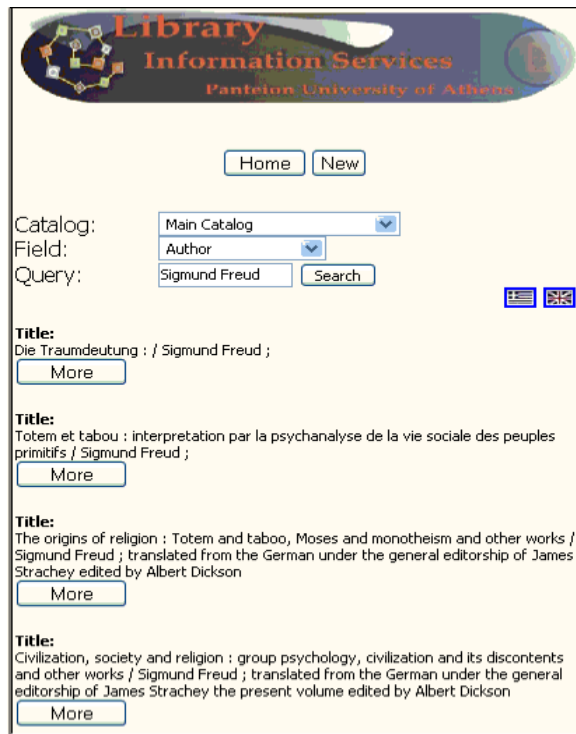 Library
Information Services
Panteion University of Athens
Home New
Catalog: Main Catalog
Field: Author
Query: Sigmund Freud Search
Title:
Die Traumdeutung : / Sigmund Freud ;
More
Title:
Totem et tabou : interpretation par la psychanalyse de la vie sociale des peuples
primitifs / Sigmund Freud ;
More
Title:
The origins of religion : Totem and taboo, Moses and monotheism and other works /
Sigmund Freud ; translated from the German under the general editorship of James
Strachey edited by Albert Dickson
More
Title:
Civilization, society and religion : group psychology, civilization and its discontents
and other works / Sigmund Freud ; translated from the German under the general
editorship of James Strachey the present volume edited by Albert Dickson
More